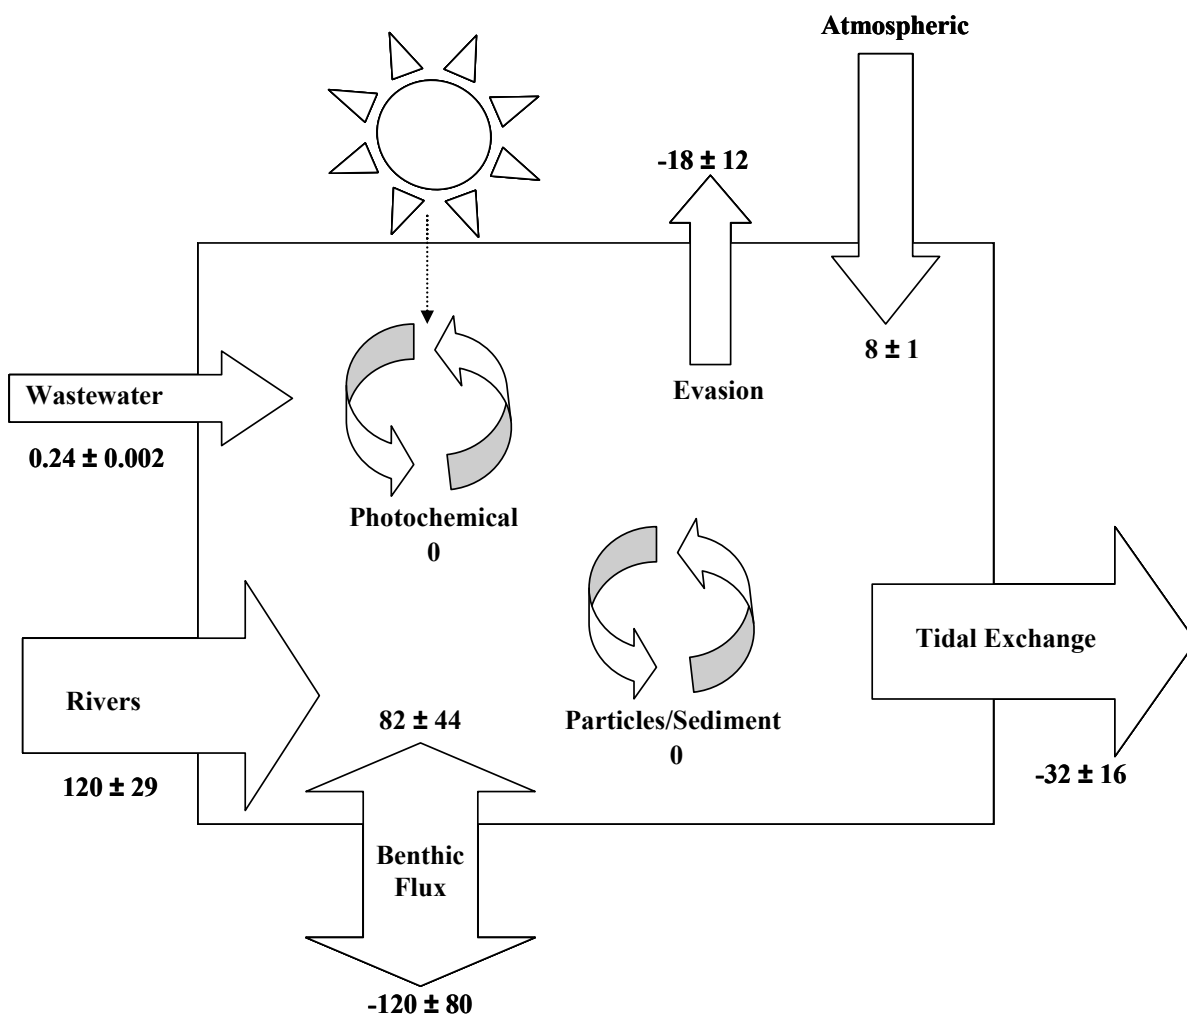 Atmospheric
-18 ± 12
8 ± 1
Evasion
Wastewater
0.24 ± 0.002
Photochemical
0
Tidal Exchange
Rivers
82 ± 44
Particles/Sediment
0
120 ± 29
-32 ± 16
Benthic
Flux
-120 ± 80